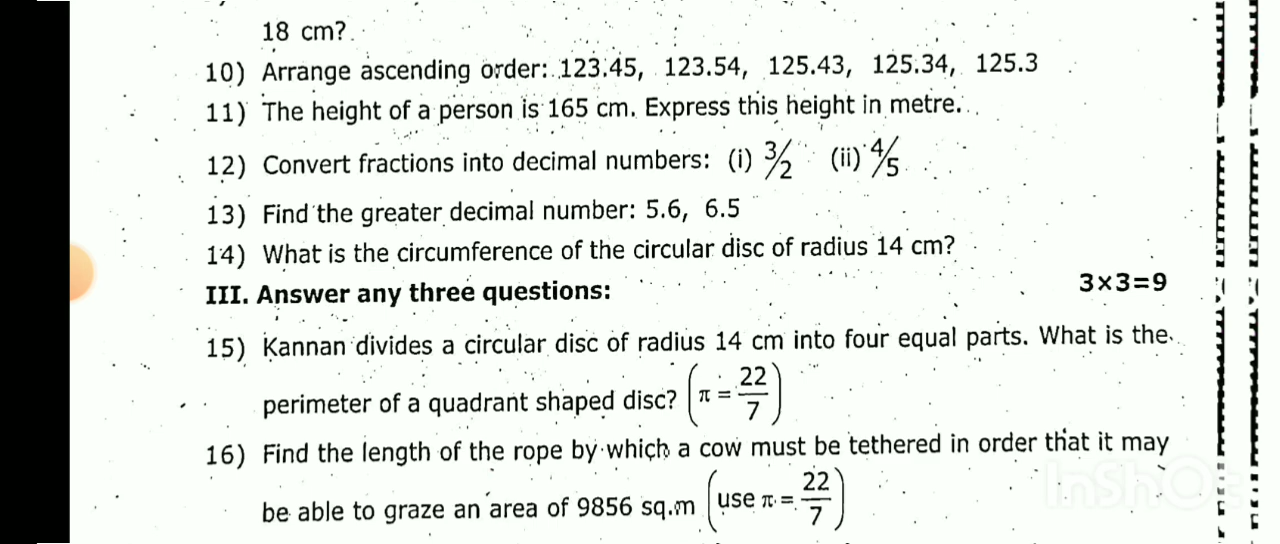 18 cm?
10) Arrange ascending order: 123.45, 123.54, 125.43, 125.34, 125.3
11) The height of a person is 165 cm. Express this height in metre.
12) Convert fractions into decimal numbers: (i) 3/2 (ii) 4/5
13) Find the greater decimal number: 5.6, 6.5
14) What is the circumference of the circular disc of radius 14 cm?
III. Answer any three questions: 3×3=9
15) Kannan divides a circular disc of radius 14 cm into four equal parts. What is the
perimeter of a quadrant shaped disc? (π = 22/7)
16) Find the length of the rope by which a cow must be tethered in order that it may
be able to graze an area of 9856 sq.m (use π = 22/7)
InShOt